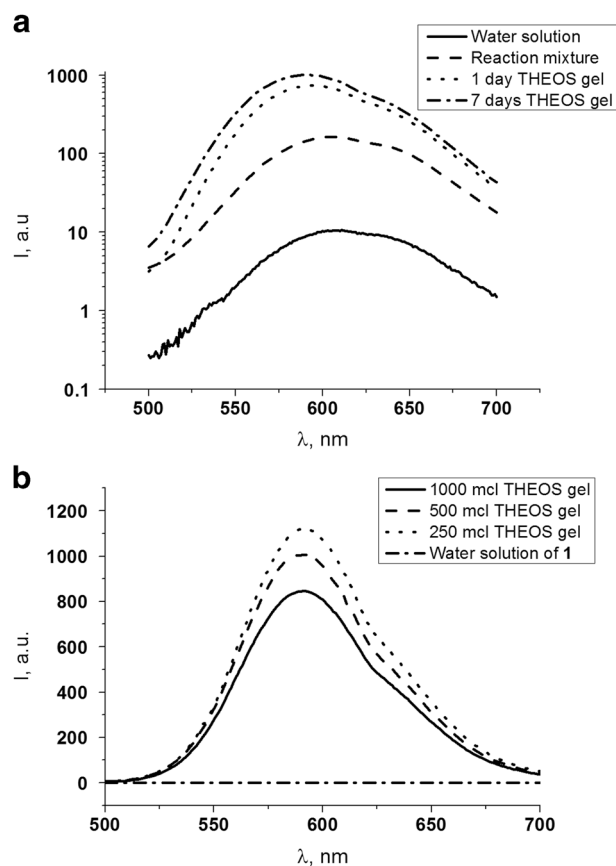 a
Water solution
Reaction mixture
1 day THEOS gel
7 days THEOS gel
1000
100
10
1
0.1
I, a.u
500 550 600 650 700
λ, nm
b
1000 mcl THEOS gel
500 mcl THEOS gel
250 mcl THEOS gel
Water solution of 1
1200
1000
800
600
400
200
0
I, a.u.
500 550 600 650 700
λ, nm